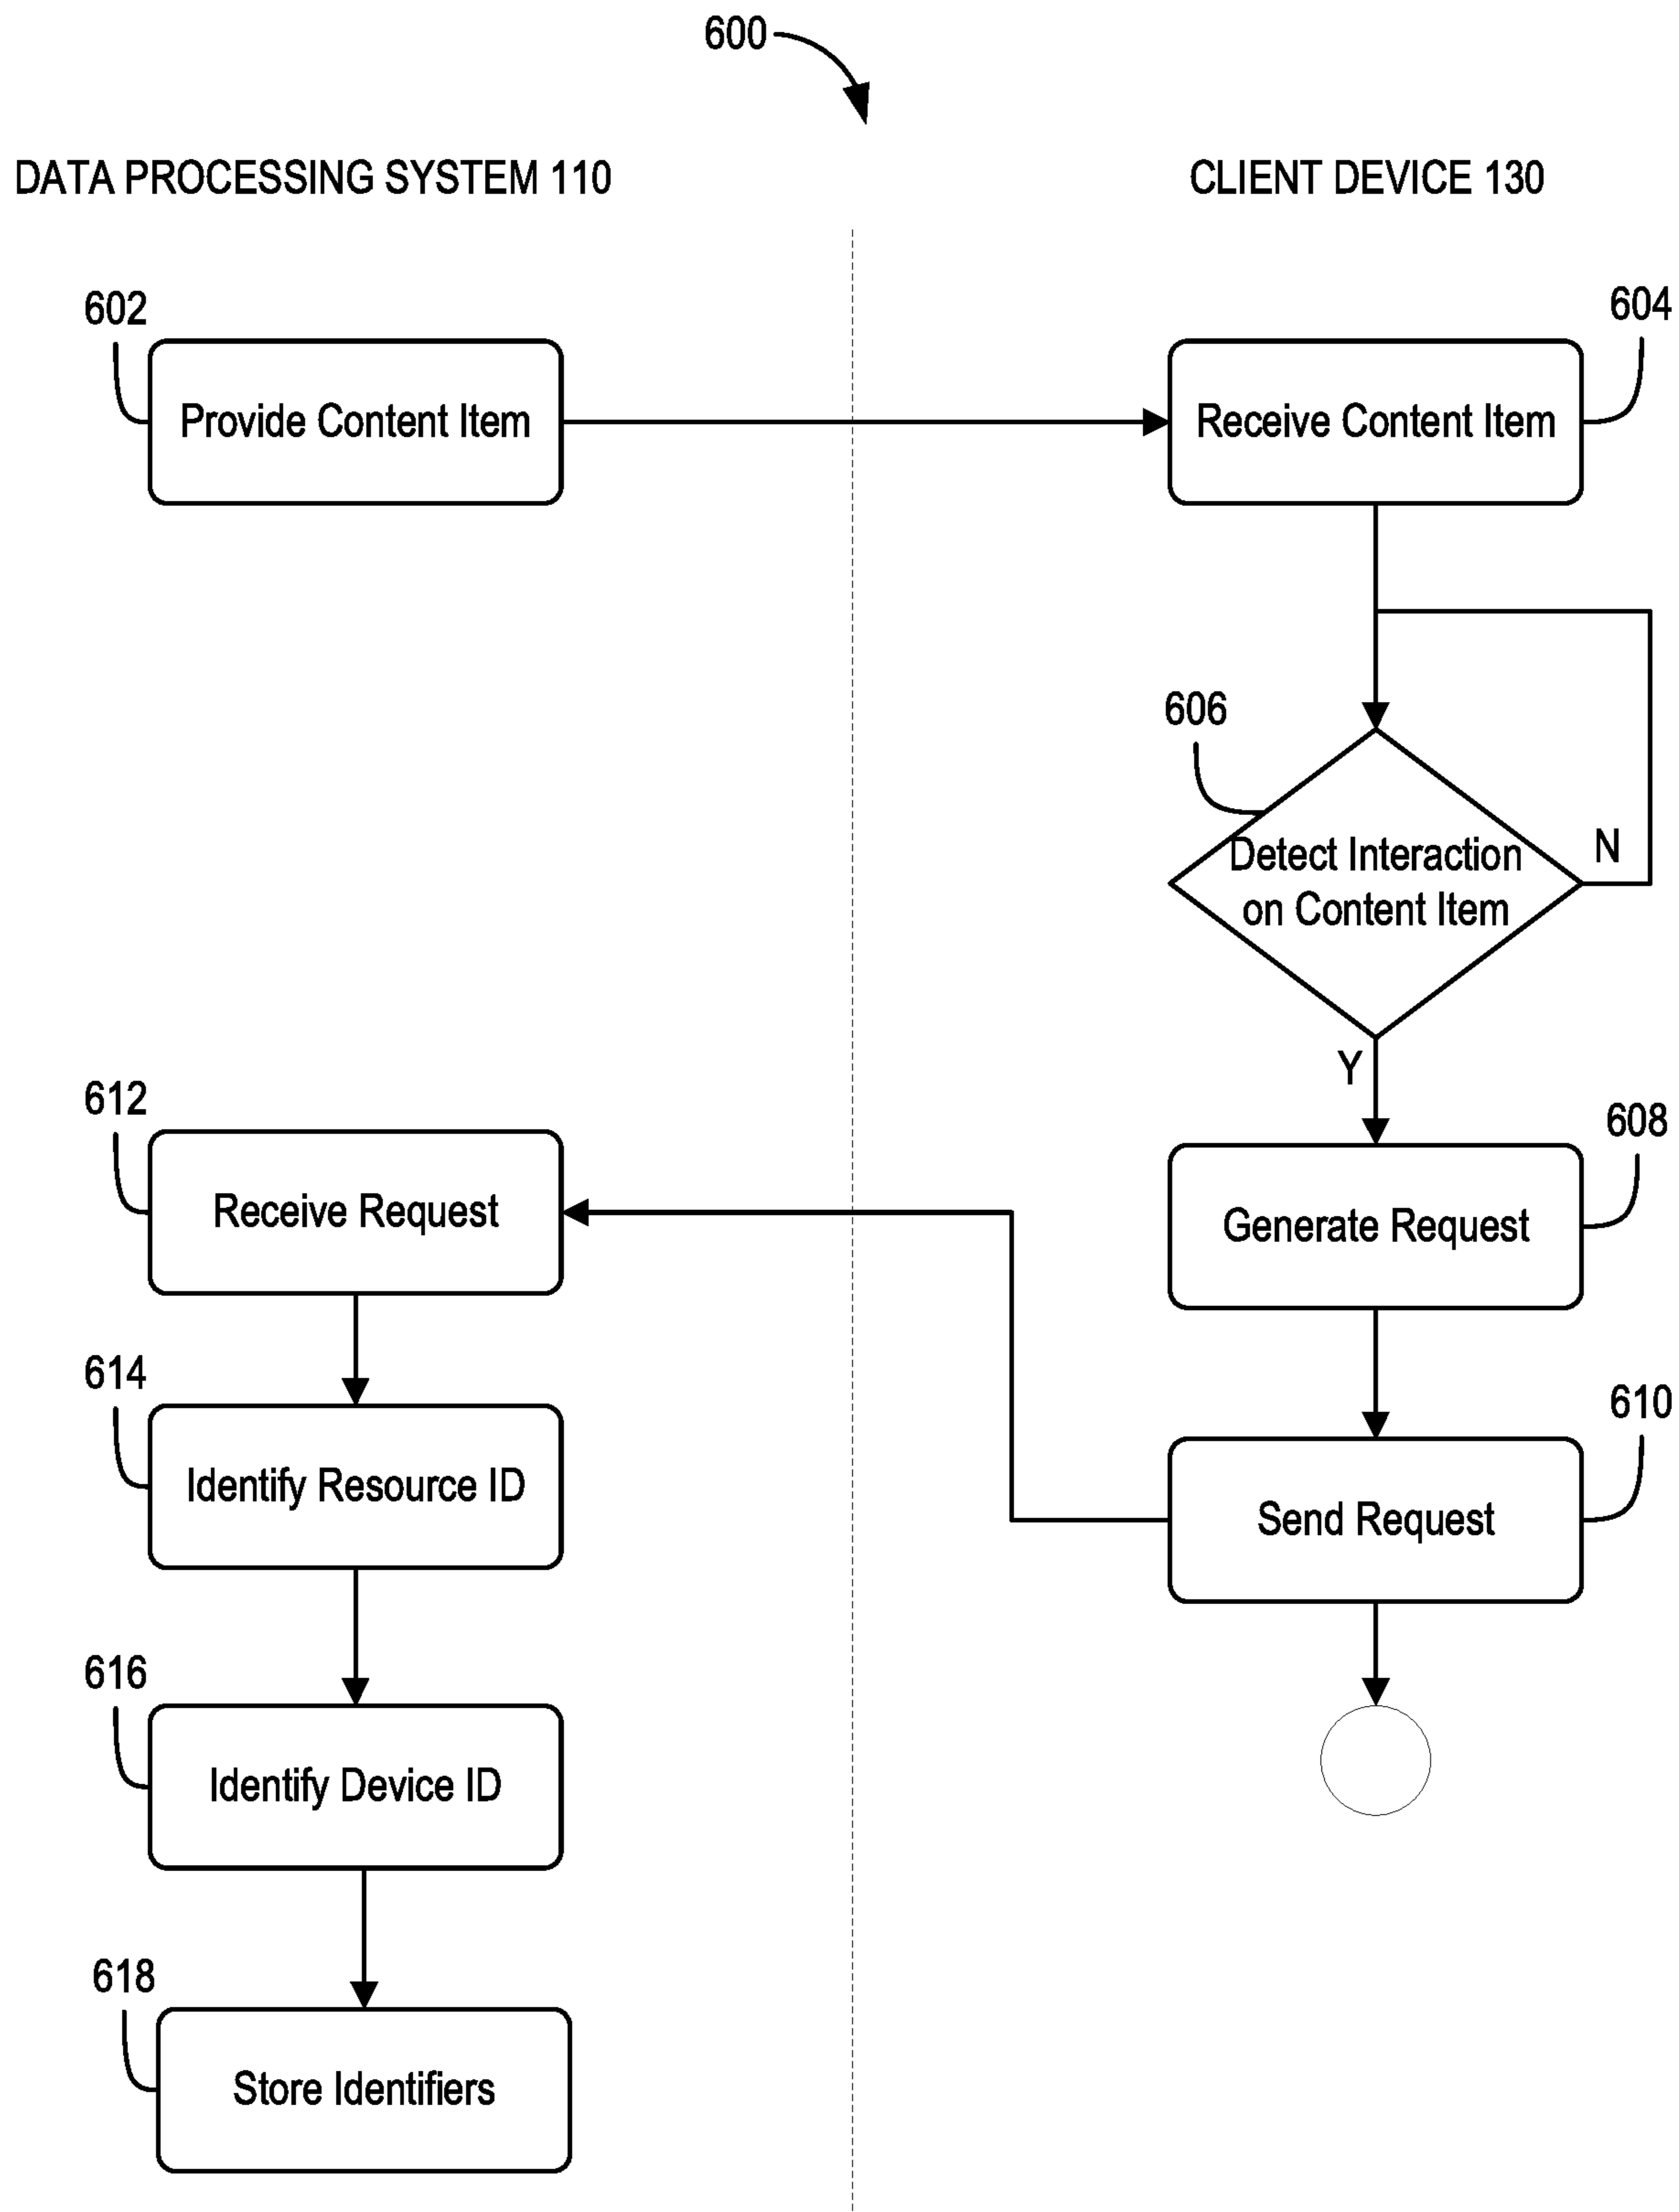 600
DATA PROCESSING SYSTEM 110
CLIENT DEVICE 130
602
Provide Content Item
604
Receive Content Item
606
Detect Interaction
on Content Item
N
Y
608
Generate Request
610
Send Request
612
Receive Request
614
Identify Resource ID
616
Identify Device ID
618
Store Identifiers